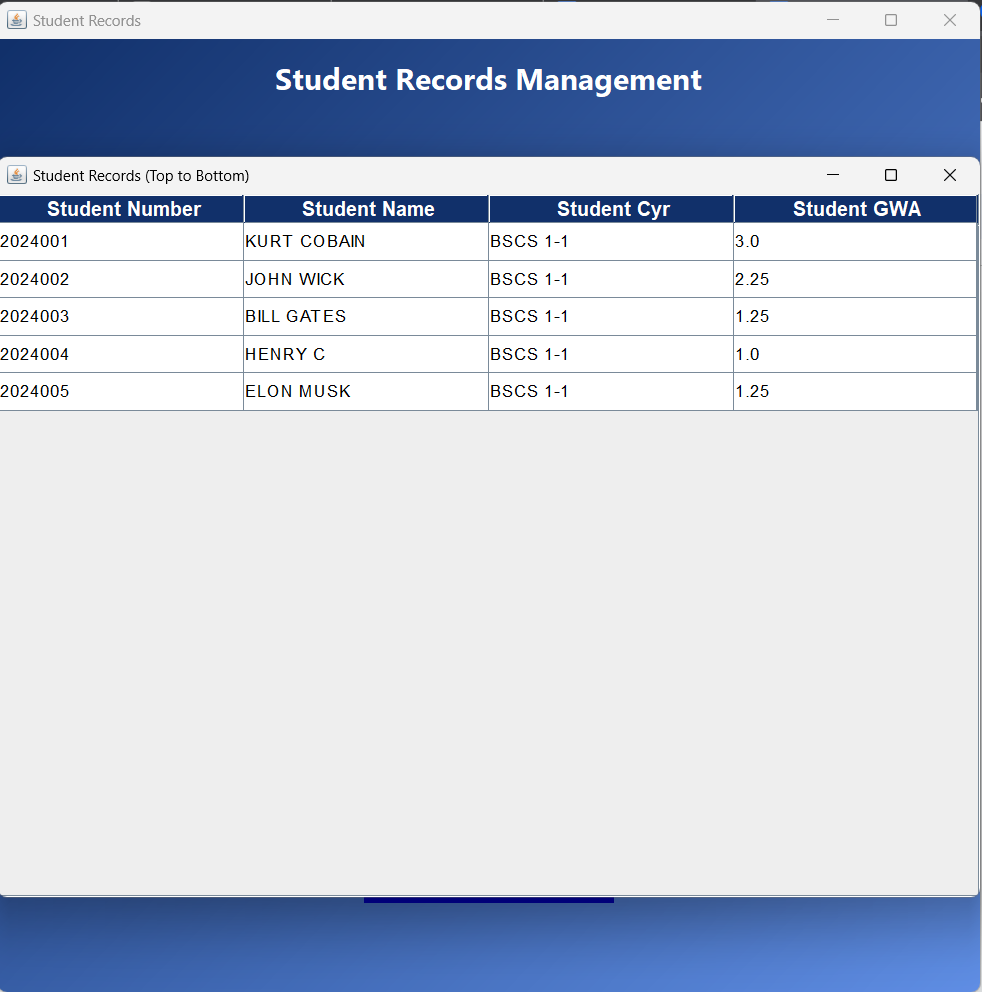 Student Records
Student Records Management
Student Records (Top to Bottom)
Student Number Student Name Student Cyr Student GWA
2024001 KURT COBAIN BSCS 1-1 3.0
2024002 JOHN WICK BSCS 1-1 2.25
2024003 BILL GATES BSCS 1-1 1.25
2024004 HENRY C BSCS 1-1 1.0
2024005 ELON MUSK BSCS 1-1 1.25